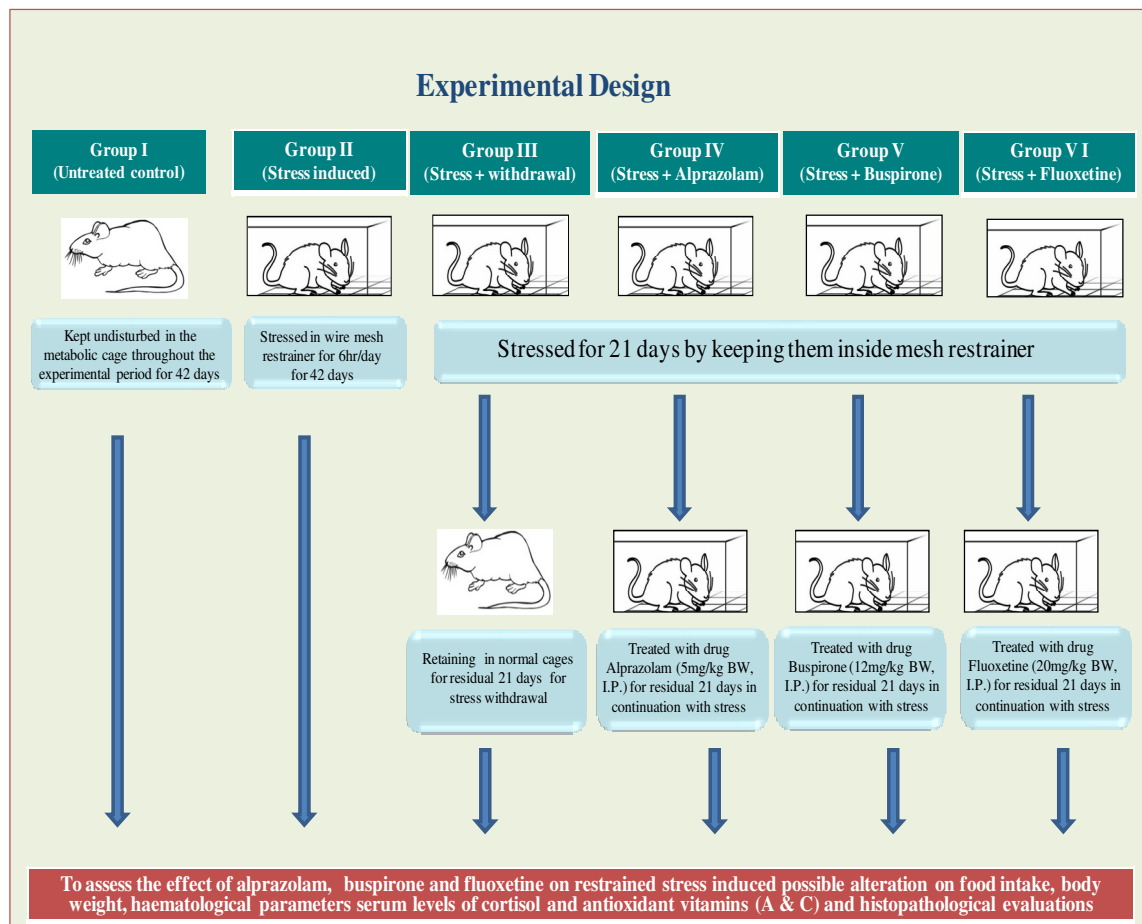 Experimental Design
Group I
(Untreated control)
Group II
(Stress induced)
Group III
(Stress + withdrawal)
Group IV
(Stress + Alprazolam)
Group V
(Stress + Buspirone)
Group V I
(Stress + Fluoxetine)
Kept undisturbed in the
metabolic cage throughout the
experimental period for 42 days
Stressed in wire mesh
restrainer for 6hr/day
for 42 days
Stressed for 21 days by keeping them inside mesh restrainer
Retaining in normal cages
for residual 21 days for
stress withdrawal
Treated with drug
Alprazolam (5mg/kg BW,
I.P.) for residual 21 days in
continuation with stress
Treated with drug
Buspirone (12mg/kg BW,
I.P.) for residual 21 days in
continuation with stress
Treated with drug
Fluoxetine (20mg/kg BW,
I.P.) for residual 21 days in
continuation with stress
To assess the effect of alprazolam, buspirone and fluoxetine on restrained stress induced possible alteration on food intake, body
weight, haematological parameters serum levels of cortisol and antioxidant vitamins (A & C) and histopathological evaluations